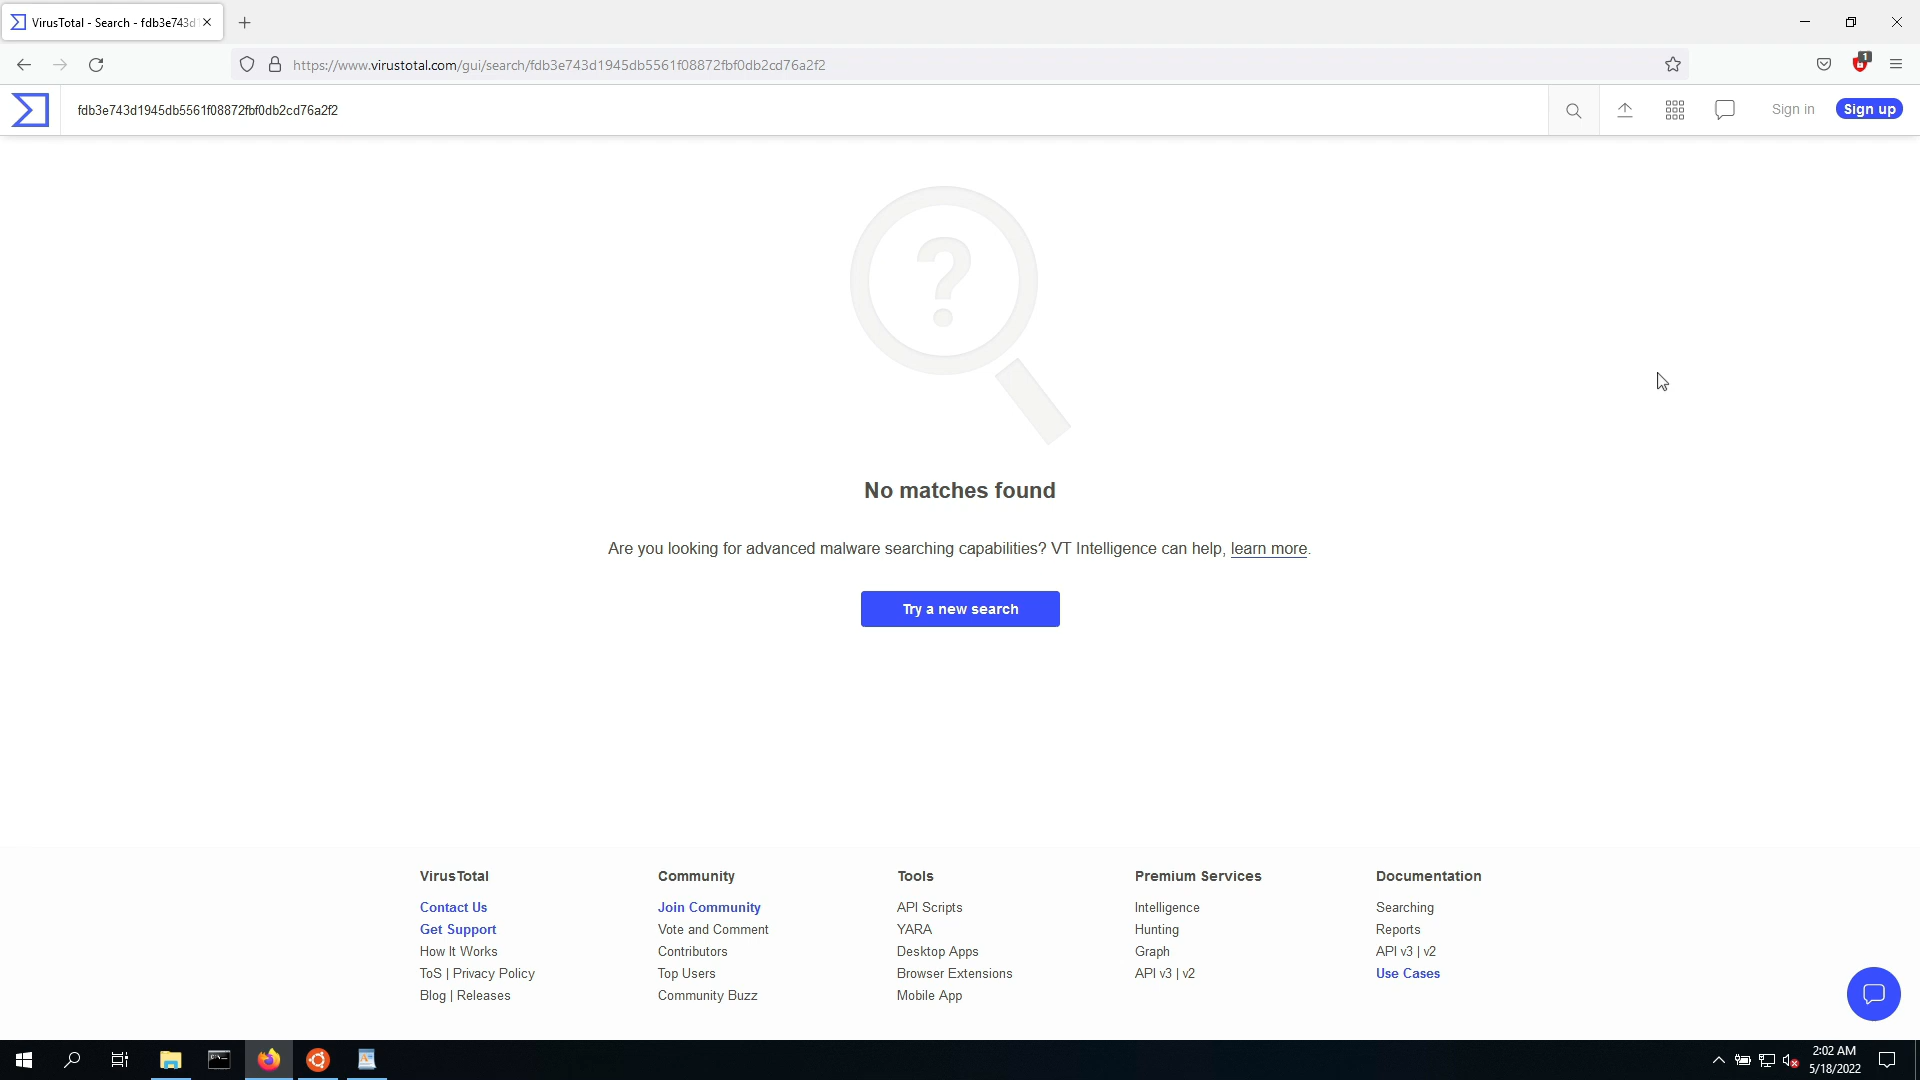 VirusTotal - Search - fdb3e743d
https://www.virustotal.com/gui/search/fdb3e743d1945db5561f08872fbf0db2cd76a2f2
1
fdb3e743d1945db5561f08872fbf0db2cd76a2f2
Sign in
Sign up
?
No matches found
Are you looking for advanced malware searching capabilities? VT Intelligence can help, learn more.
Try a new search
VirusTotal
Contact Us
Get Support
How It Works
ToS | Privacy Policy
Blog | Releases
Community
Join Community
Vote and Comment
Contributors
Top Users
Community Buzz
Tools
API Scripts
YARA
Desktop Apps
Browser Extensions
Mobile App
Premium Services
Intelligence
Hunting
Graph
API v3 | v2
Documentation
Searching
Reports
API v3 | v2
Use Cases
2:02 AM
5/18/2022